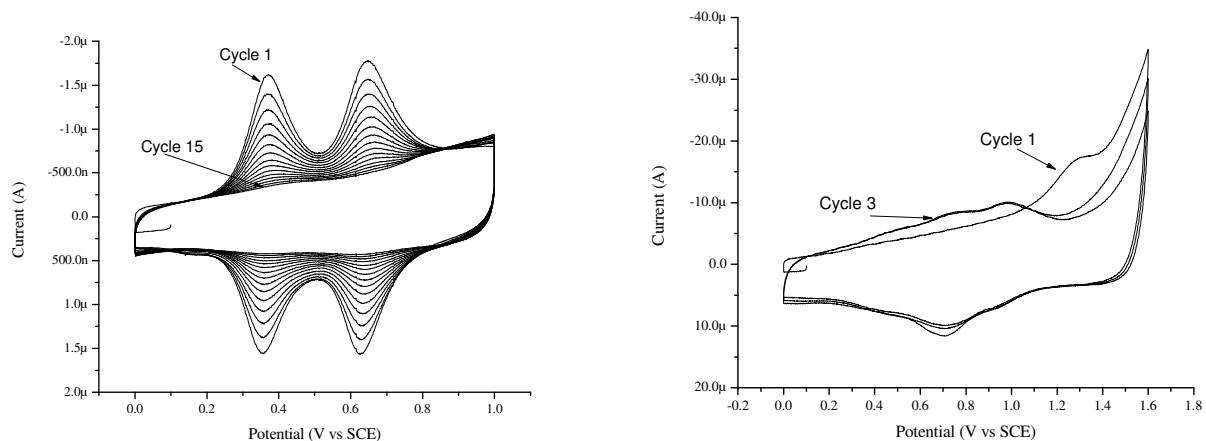 -2.0µ
-1.5µ
-1.0µ
-500.0n
0.0
500.0n
1.0µ
1.5µ
2.0µ
Current (A)
Cycle 1
Cycle 15
0.0 0.2 0.4 0.6 0.8 1.0
Potential (V vs SCE)
-40.0µ
-30.0µ
-20.0µ
-10.0µ
0.0
10.0µ
20.0µ
Current (A)
Cycle 1
Cycle 3
-0.2 0.0 0.2 0.4 0.6 0.8 1.0 1.2 1.4 1.6 1.8
Potential (V vs SCE)